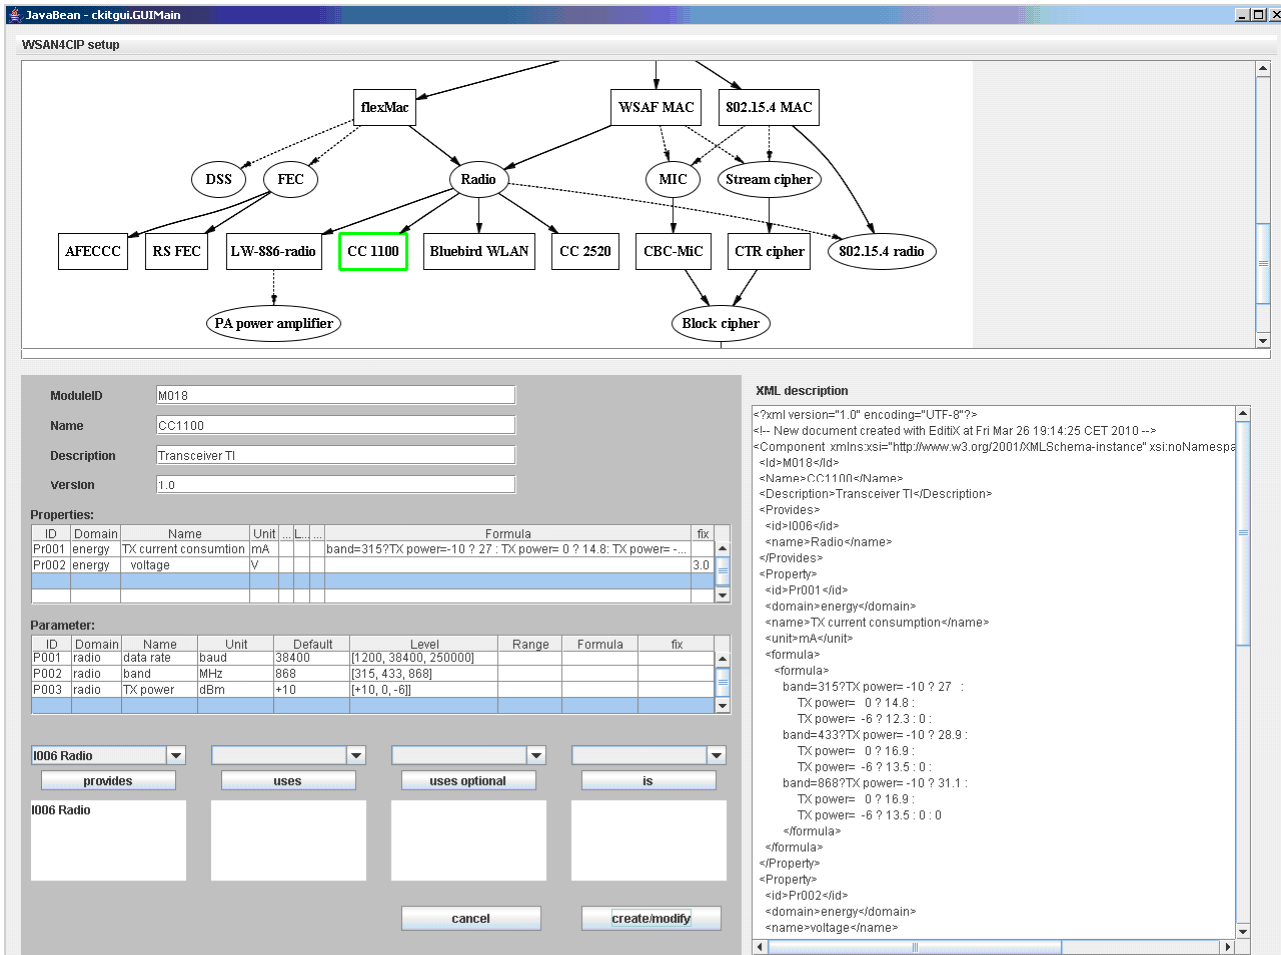 JavaBean - ckitgui.GUIMain
WSAN4CIP setup
flexMac WSAF MAC 802.15.4 MAC
DSS FEC Radio MIC Stream cipher
AFECCC RS FEC LW-886-radio CC 1100 Bluebird WLAN CC 2520 CBC-MiC CTR cipher 802.15.4 radio
PA power amplifier Block cipher
ModuleID M018
Name CC1100
Description Transceiver TI
Version 1.0
Properties:
ID Domain Name Unit ... L... ... Formula fix
Pr001 energy TX current consumtion mA band=315?TX power=-10 ? 27 : TX power= 0 ? 14.8: TX power= -...
Pr002 energy voltage V 3.0
Parameter:
ID Domain Name Unit Default Level Range Formula fix
P001 radio data rate baud 38400 [1200, 38400, 250000]
P002 radio band MHz 868 [315, 433, 868]
P003 radio TX power dBm +10 [+10, 0, -6]]
I006 Radio
provides uses uses optional is
I006 Radio
cancel create/modify
XML description
<?xml version="1.0" encoding="UTF-8"?>
<!-- New document created with EditiX at Fri Mar 26 19:14:25 CET 2010 -->
<Component xmlns:xsi="http://www.w3.org/2001/XMLSchema-instance" xsi:noNamespa
<Id>M018</Id>
<Name>CC1100</Name>
<Description>Transceiver TI</Description>
<Provides>
<id>I006</id>
<name>Radio</name>
</Provides>
<Property>
<id>Pr001</id>
<domain>energy</domain>
<name>TX current consumption</name>
<unit>mA</unit>
<formula>
<formula>
band=315?TX power= -10 ? 27 :
TX power= 0 ? 14.8 :
TX power= -6 ? 12.3 : 0 :
band=433?TX power= -10 ? 28.9 :
TX power= 0 ? 16.9 :
TX power= -6 ? 13.5 : 0 :
band=868?TX power= -10 ? 31.1 :
TX power= 0 ? 16.9 :
TX power= -6 ? 13.5 : 0 : 0
</formula>
</formula>
</Property>
<Property>
<id>Pr002</id>
<domain>energy</domain>
<name>voltage</name>